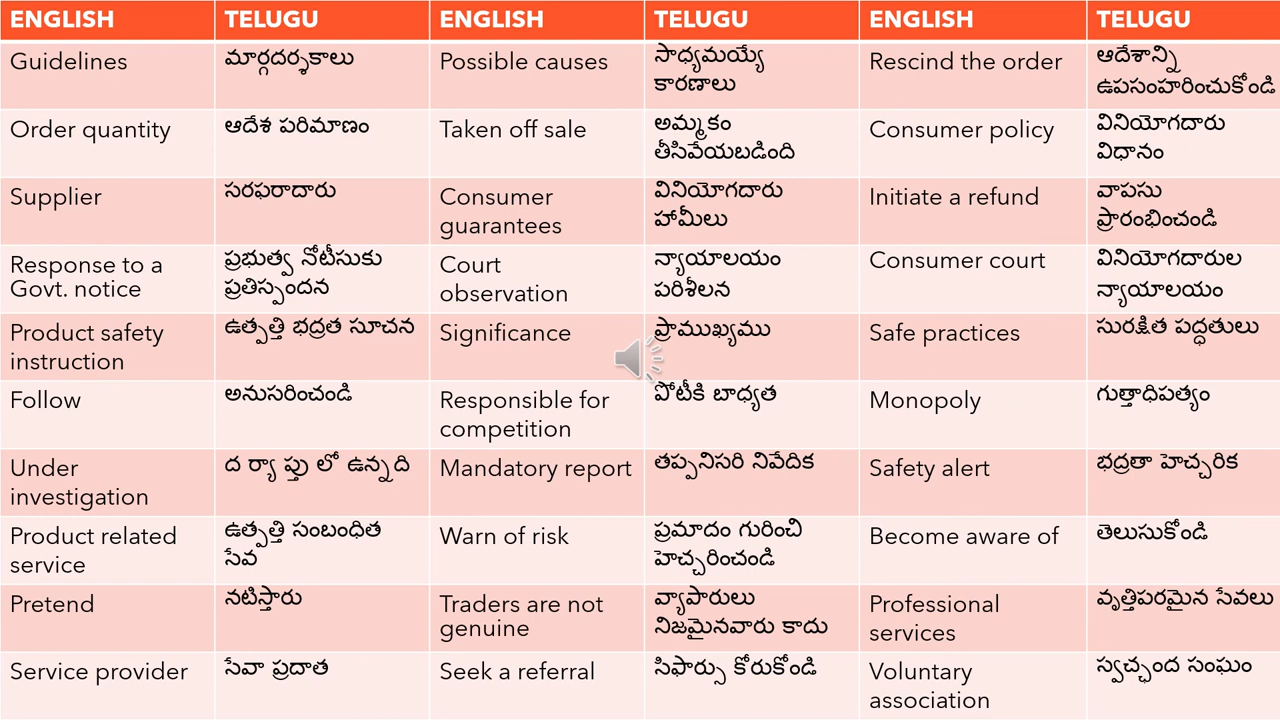 ENGLISH TELUGU ENGLISH TELUGU ENGLISH TELUGU
Guidelines
మార్గదర్శకాలు
Possible causes
సాధ్యమయ్యే
కారణాలు
Rescind the order
ఆదేశాన్ని
ఉపసంహరించుకోండి
Order quantity
ఆదేశ పరిమాణం
Taken off sale
అమ్మకం
తీసివేయబడింది
Consumer policy
వినియోగదారు
విధానం
Supplier
సరఫరాదారు
Consumer
guarantees
వినియోగదారు
హామీలు
Initiate a refund
వాపసు
ప్రారంభించండి
Response to a
Govt. notice
ప్రభుత్వ నోటీసుకు
ప్రతిస్పందన
Court
observation
న్యాయాలయం
పరిశీలన
Consumer court
వినియోగదారుల
న్యాయాలయం
Product safety
instruction
ఉత్పత్తి భద్రత సూచన
Significance
ప్రాముఖ్యము
Safe practices
సురక్షిత పద్ధతులు
Follow
అనుసరించండి
Responsible for
competition
పోటీకి బాధ్యత
Monopoly
గుత్తాధిపత్యం
Under
investigation
ద ర్యా ప్తు లో ఉన్నది
Mandatory report
తప్పనిసరి నివేదిక
Safety alert
భద్రతా హెచ్చరిక
Product related
service
ఉత్పత్తి సంబంధిత
సేవ
Warn of risk
ప్రమాదం గురించి
హెచ్చరించండి
Become aware of
తెలుసుకోండి
Pretend
నటిస్తారు
Traders are not
genuine
వ్యాపారులు
నిజమైనవారు కాదు
Professional
services
వృత్తిపరమైన సేవలు
Service provider
సేవా ప్రదాత
Seek a referral
సిఫార్సు కోరుకోండి
Voluntary
association
స్వచ్ఛంద సంఘం